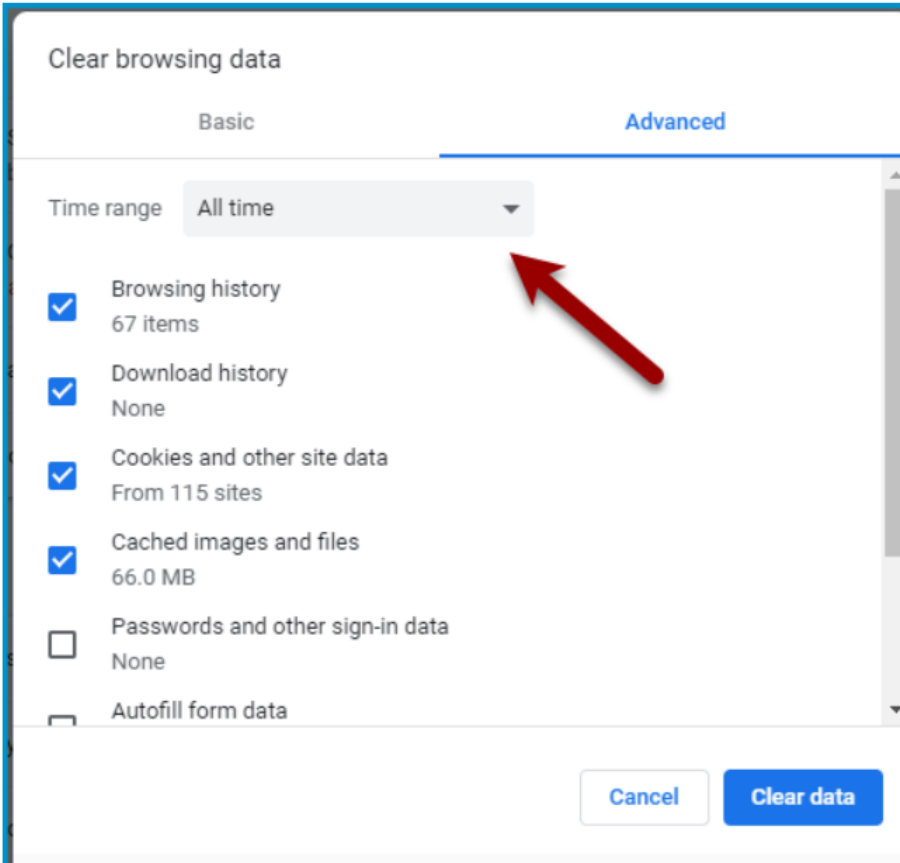 Clear browsing data
Basic Advanced
Time range All time
Browsing history
67 items
Download history
None
Cookies and other site data
From 115 sites
Cached images and files
66.0 MB
Passwords and other sign-in data
None
Autofill form data
Cancel Clear data